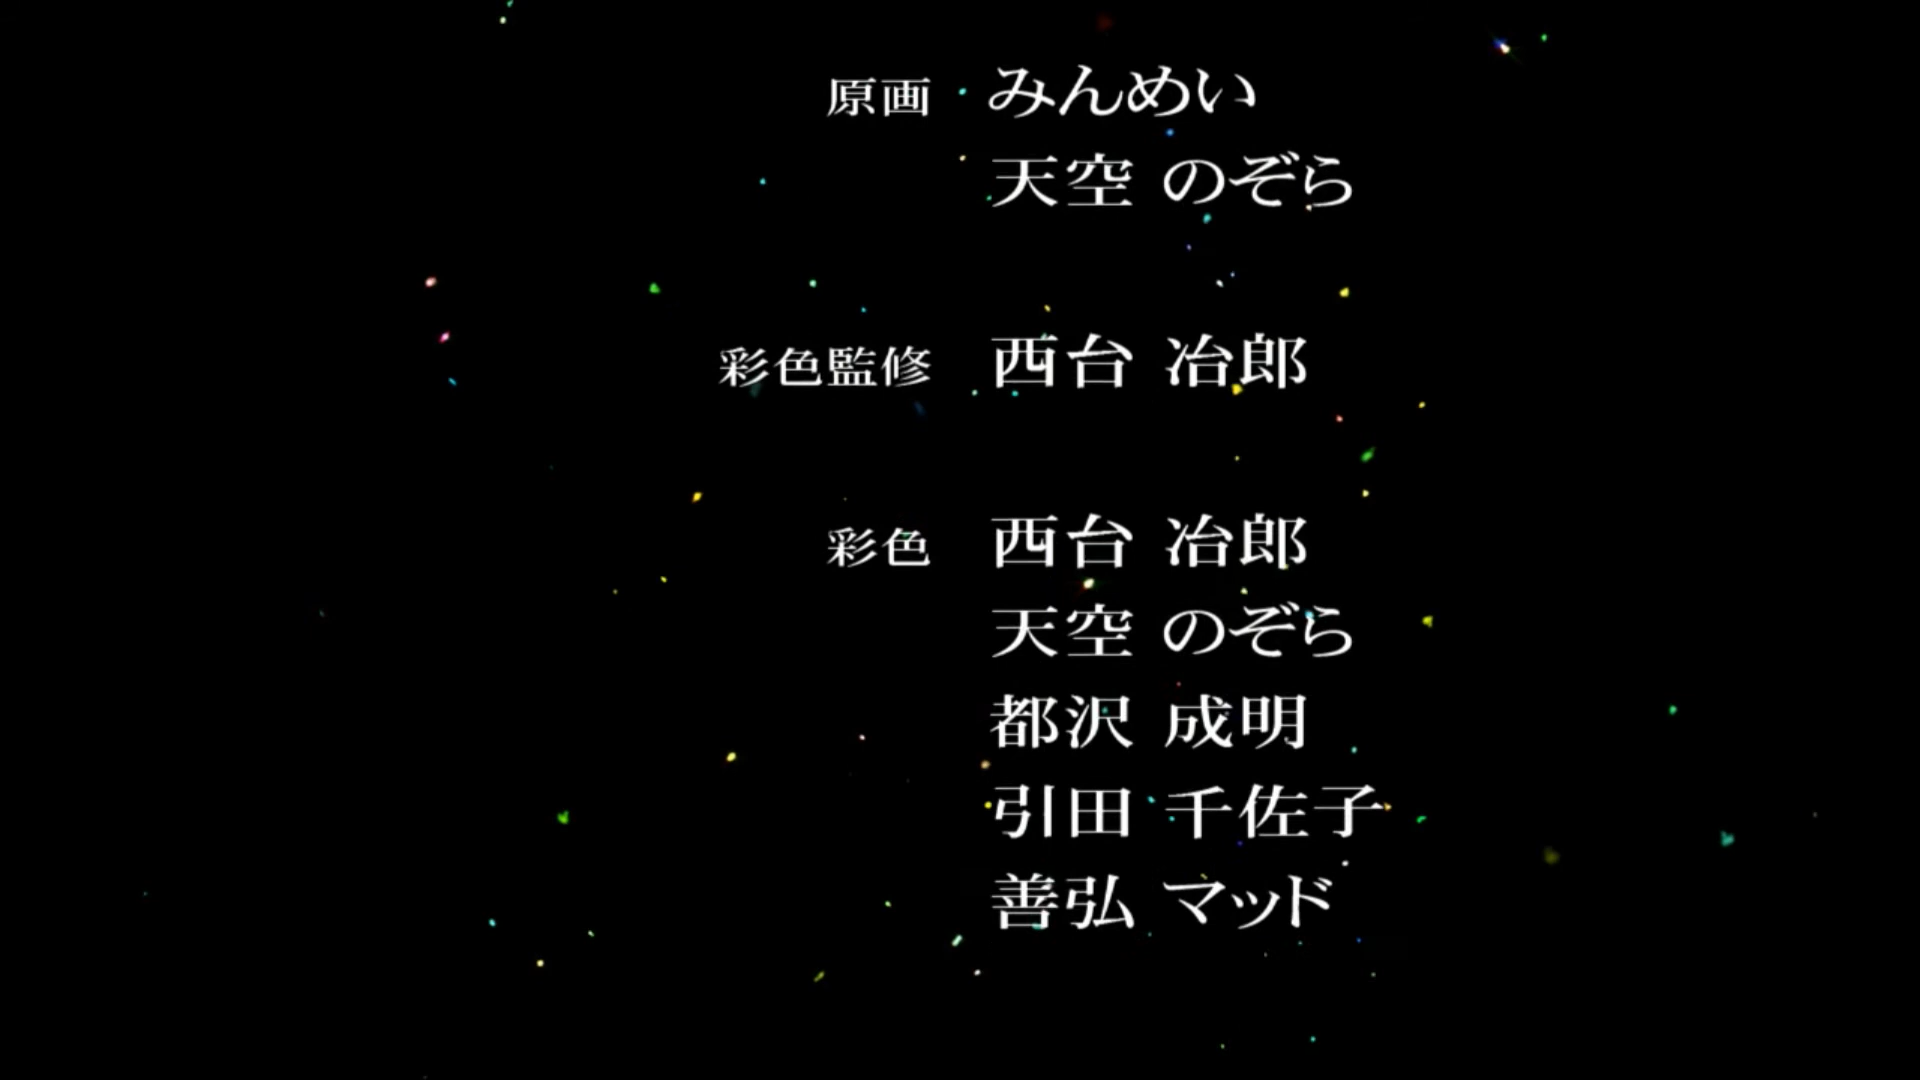 原画 みんめい
天空 のぞら
彩色監修 西台 冶郎
彩色 西台 冶郎
天空 のぞら
都沢 成明
引田 千佐子
善弘 マッド